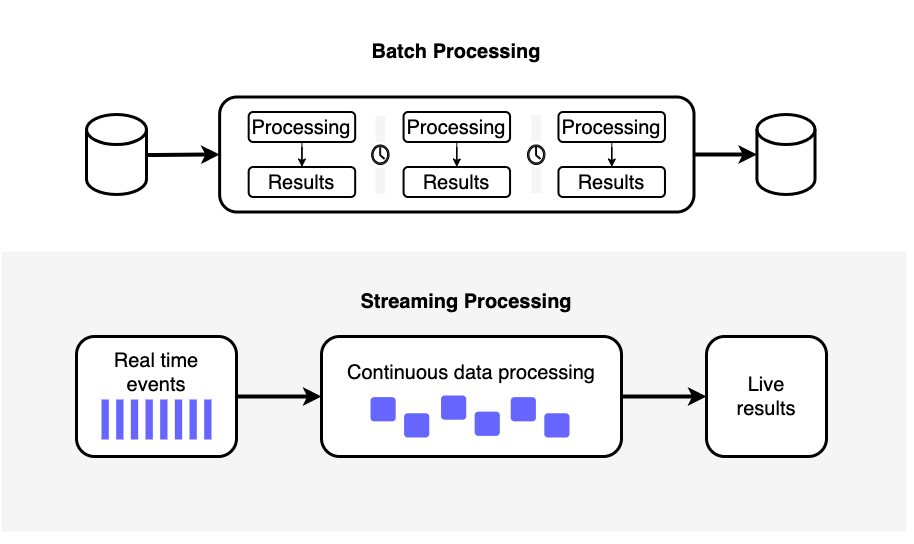 Batch Processing
Processing
Processing
Processing
Results
Results
Results
Streaming Processing
Real time
events
Continuous data processing
Live
results